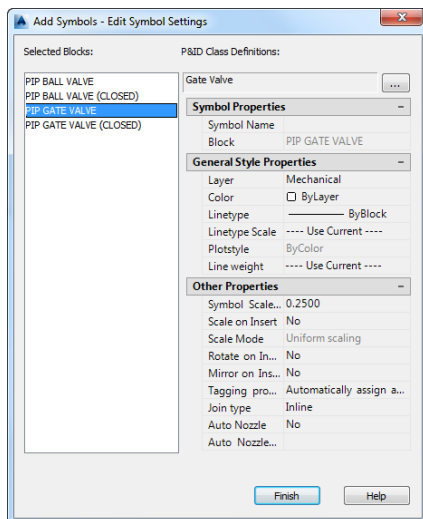 Add Symbols - Edit Symbol Settings
Selected Blocks:
P&ID Class Definitions:
PIP BALL VALVE
PIP BALL VALVE (CLOSED)
PIP GATE VALVE
PIP GATE VALVE (CLOSED)
Gate Valve
...
Symbol Properties
Symbol Name
Block PIP GATE VALVE
General Style Properties
Layer Mechanical
Color ByLayer
Linetype ByBlock
Linetype Scale ---- Use Current ----
Plotstyle ByColor
Line weight ---- Use Current ----
Other Properties
Symbol Scale... 0.2500
Scale on Insert No
Scale Mode Uniform scaling
Rotate on In... No
Mirror on Ins... No
Tagging pro... Automatically assign a...
Join type Inline
Auto Nozzle No
Auto Nozzle...
Finish
Help